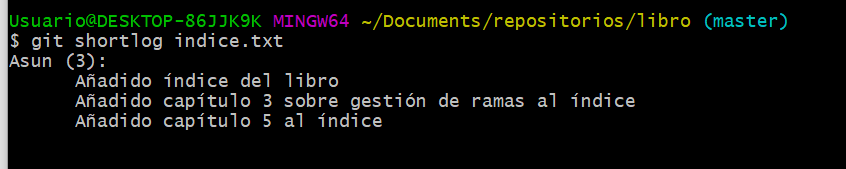 Usuario@DESKTOP-86JJK9K MINGW64 ~/Documents/repositorios/libro (master)
$ git shortlog indice.txt
Asun (3):
      Añadido índice del libro
      Añadido capítulo 3 sobre gestión de ramas al índice
      Añadido capítulo 5 al índice